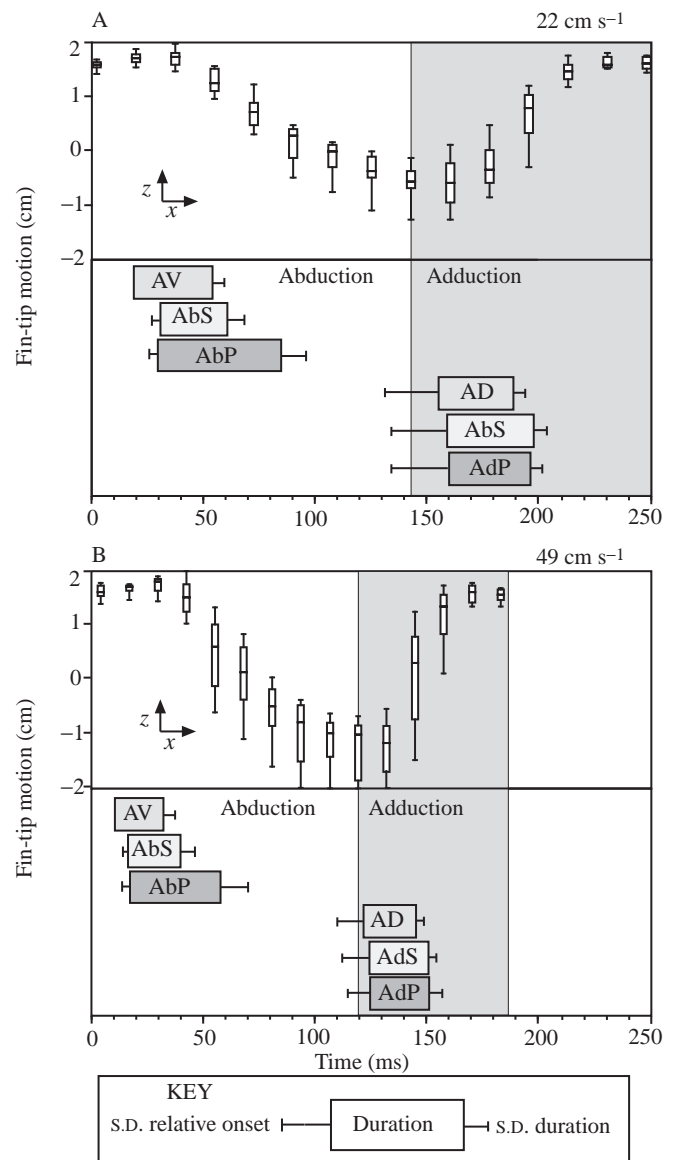 A 22 cm s–1
2
1
0
–1
–2
z
x
Fin-tip motion (cm)
Abduction Adduction
AV
AbS
AbP
AD
AbS
AdP
0 50 100 150 200 250
B 49 cm s–1
2
1
0
–1
–2
z
x
Fin-tip motion (cm)
Abduction Adduction
AV
AbS
AbP
AD
AdS
AdP
0 50 100 150 200 250
Time (ms)
KEY
S.D. relative onset Duration S.D. duration